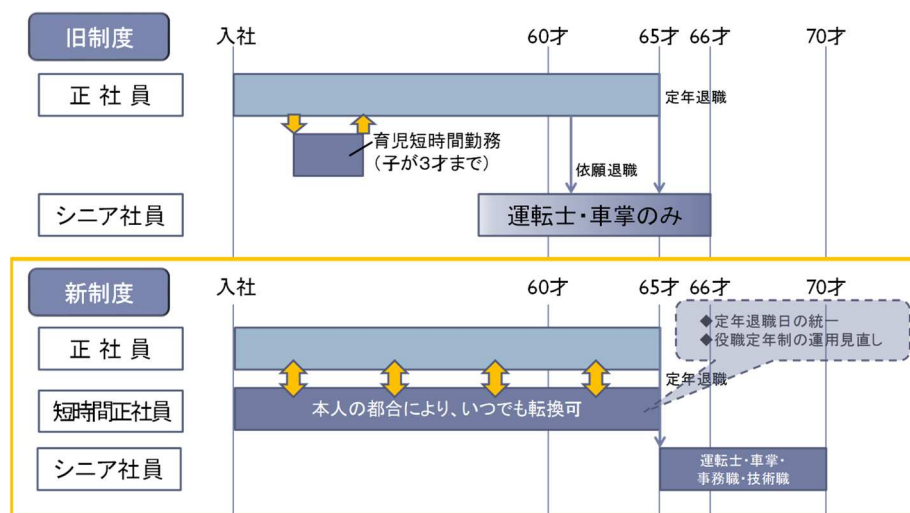 旧制度
入社
60才
65才
66才
70才
正社員
定年退職
育児短時間勤務
(子が3才まで)
依願退職
シニア社員
運転士・車掌のみ
新制度
入社
60才
65才
66才
70才
◆定年退職日の統一
◆役職定年制の運用見直し
正社員
定年退職
短時間正社員
本人の都合により、いつでも転換可
シニア社員
運転士・車掌・
事務職・技術職